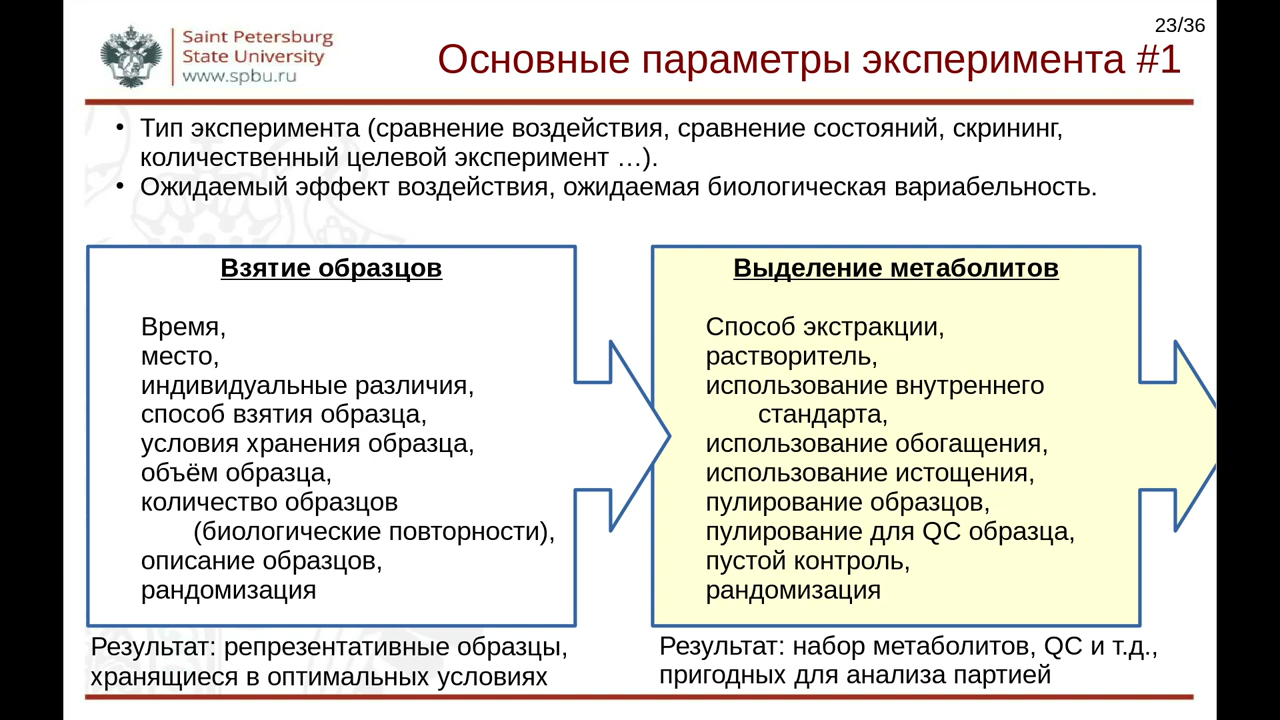 23/36
Saint Petersburg
State University
www.spbu.ru
Основные параметры эксперимента #1
• Тип эксперимента (сравнение воздействия, сравнение состояний, скрининг,
количественный целевой эксперимент …).
• Ожидаемый эффект воздействия, ожидаемая биологическая вариабельность.
Взятие образцов
Время,
место,
индивидуальные различия,
способ взятия образца,
условия хранения образца,
объём образца,
количество образцов
(биологические повторности),
описание образцов,
рандомизация
Результат: репрезентативные образцы,
хранящиеся в оптимальных условиях
Выделение метаболитов
Способ экстракции,
растворитель,
использование внутреннего
стандарта,
использование обогащения,
использование истощения,
пулирование образцов,
пулирование для QC образца,
пустой контроль,
рандомизация
Результат: набор метаболитов, QC и т.д.,
пригодных для анализа партией